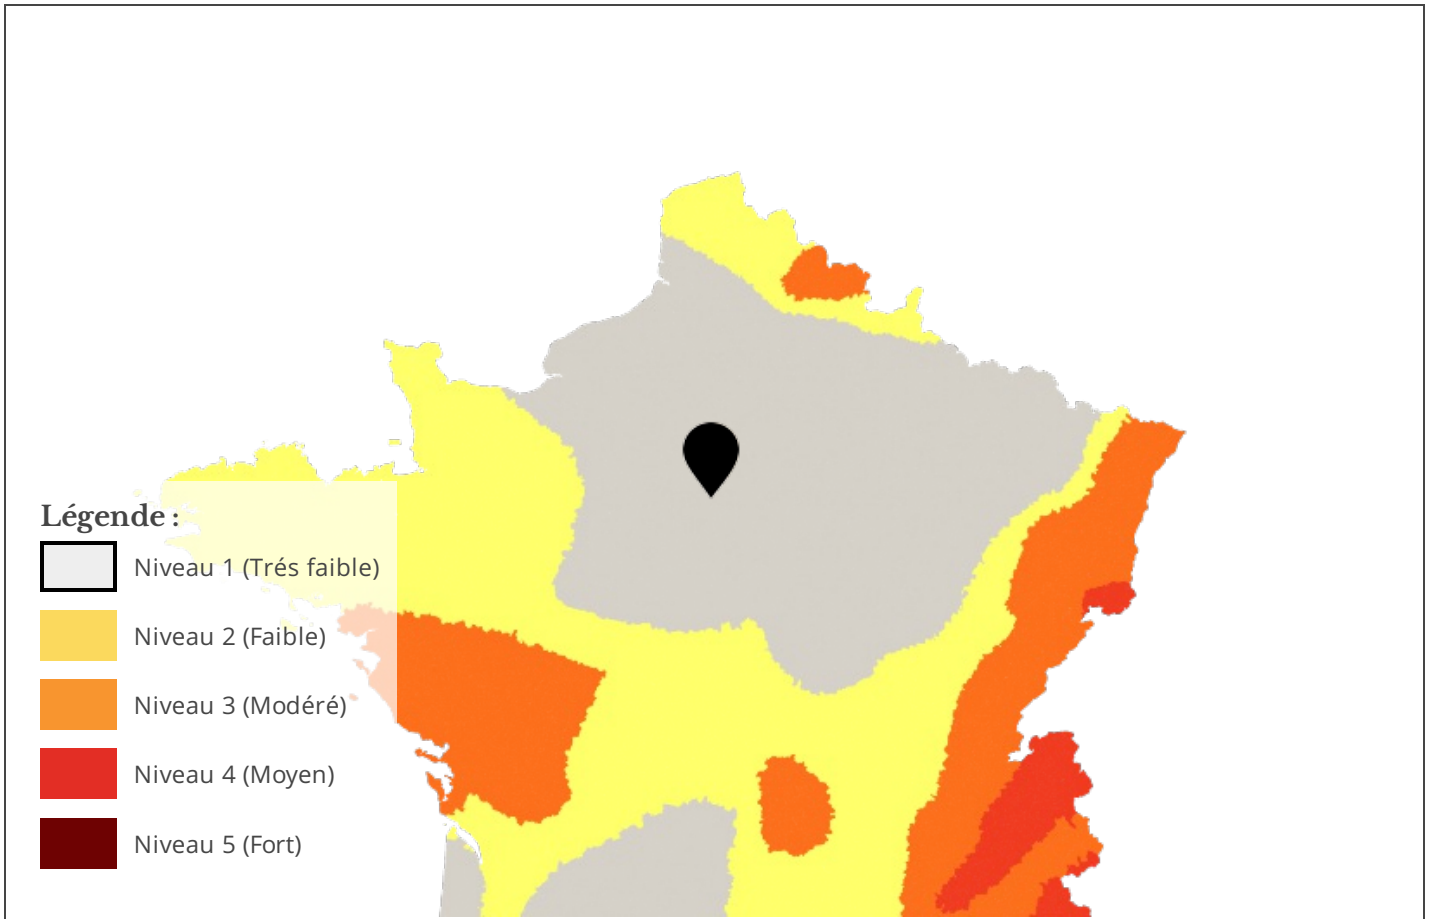 Légende :
Niveau 1 (Trés faible)
Niveau 2 (Faible)
Niveau 3 (Modéré)
Niveau 4 (Moyen)
Niveau 5 (Fort)